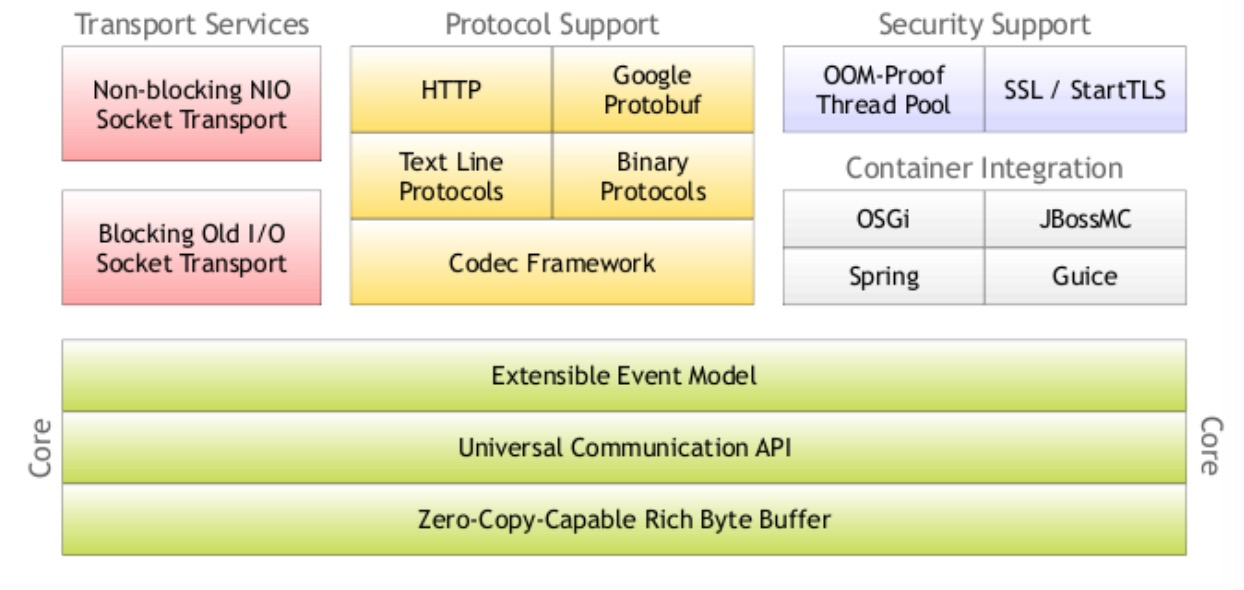 Transport Services
Non-blocking NIO
Socket Transport
Blocking Old I/O
Socket Transport
Protocol Support
HTTP
Google
Protobuf
Text Line
Protocols
Binary
Protocols
Codec Framework
Security Support
OOM-Proof
Thread Pool
SSL / StartTLS
Container Integration
OSGi
JBossMC
Spring
Guice
Core
Extensible Event Model
Universal Communication API
Zero-Copy-Capable Rich Byte Buffer
Core